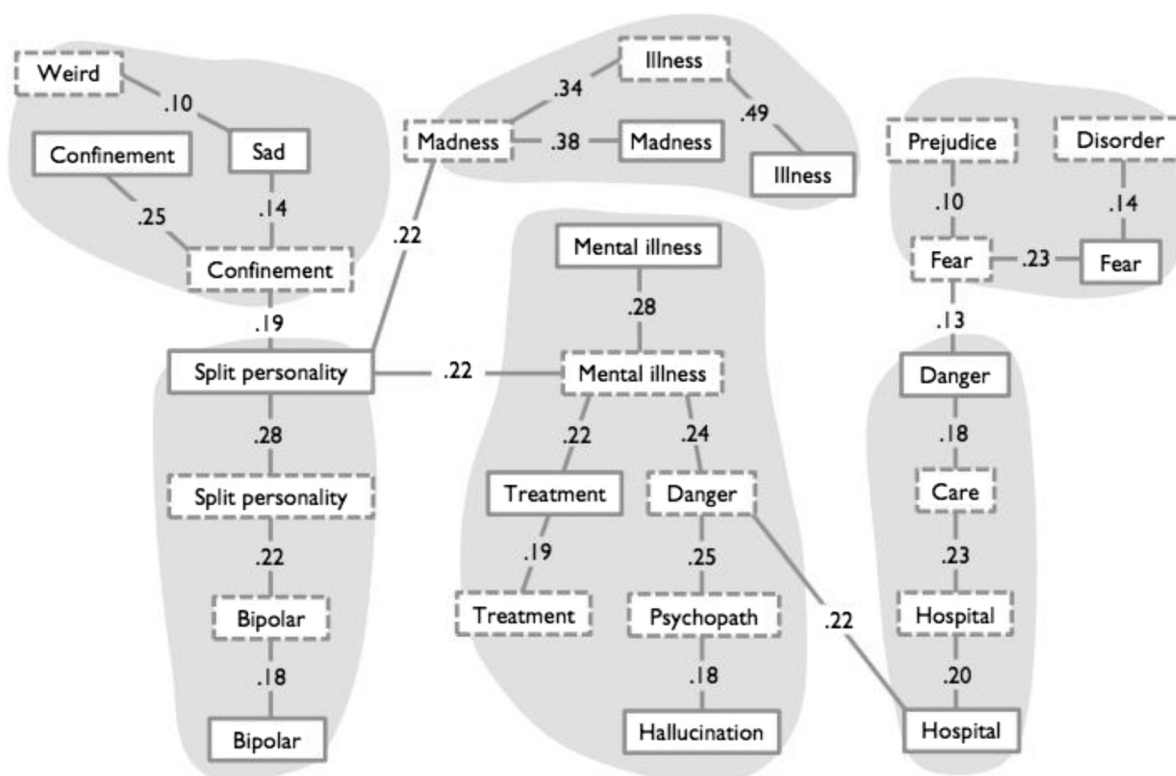 Weird
.10
Confinement
Sad
.25
.14
Confinement
.19
Split personality
.28
Split personality
.22
Bipolar
.18
Bipolar
.22
.22
Madness
.34
Illness
.49
.38
Madness
Illness
Mental illness
.28
Mental illness
.22
.24
Treatment
Danger
.19
.25
Treatment
Psychopath
.18
Hallucination
.22
Prejudice
Disorder
.10
.14
Fear
.23
Fear
.13
Danger
.18
Care
.23
Hospital
.20
Hospital